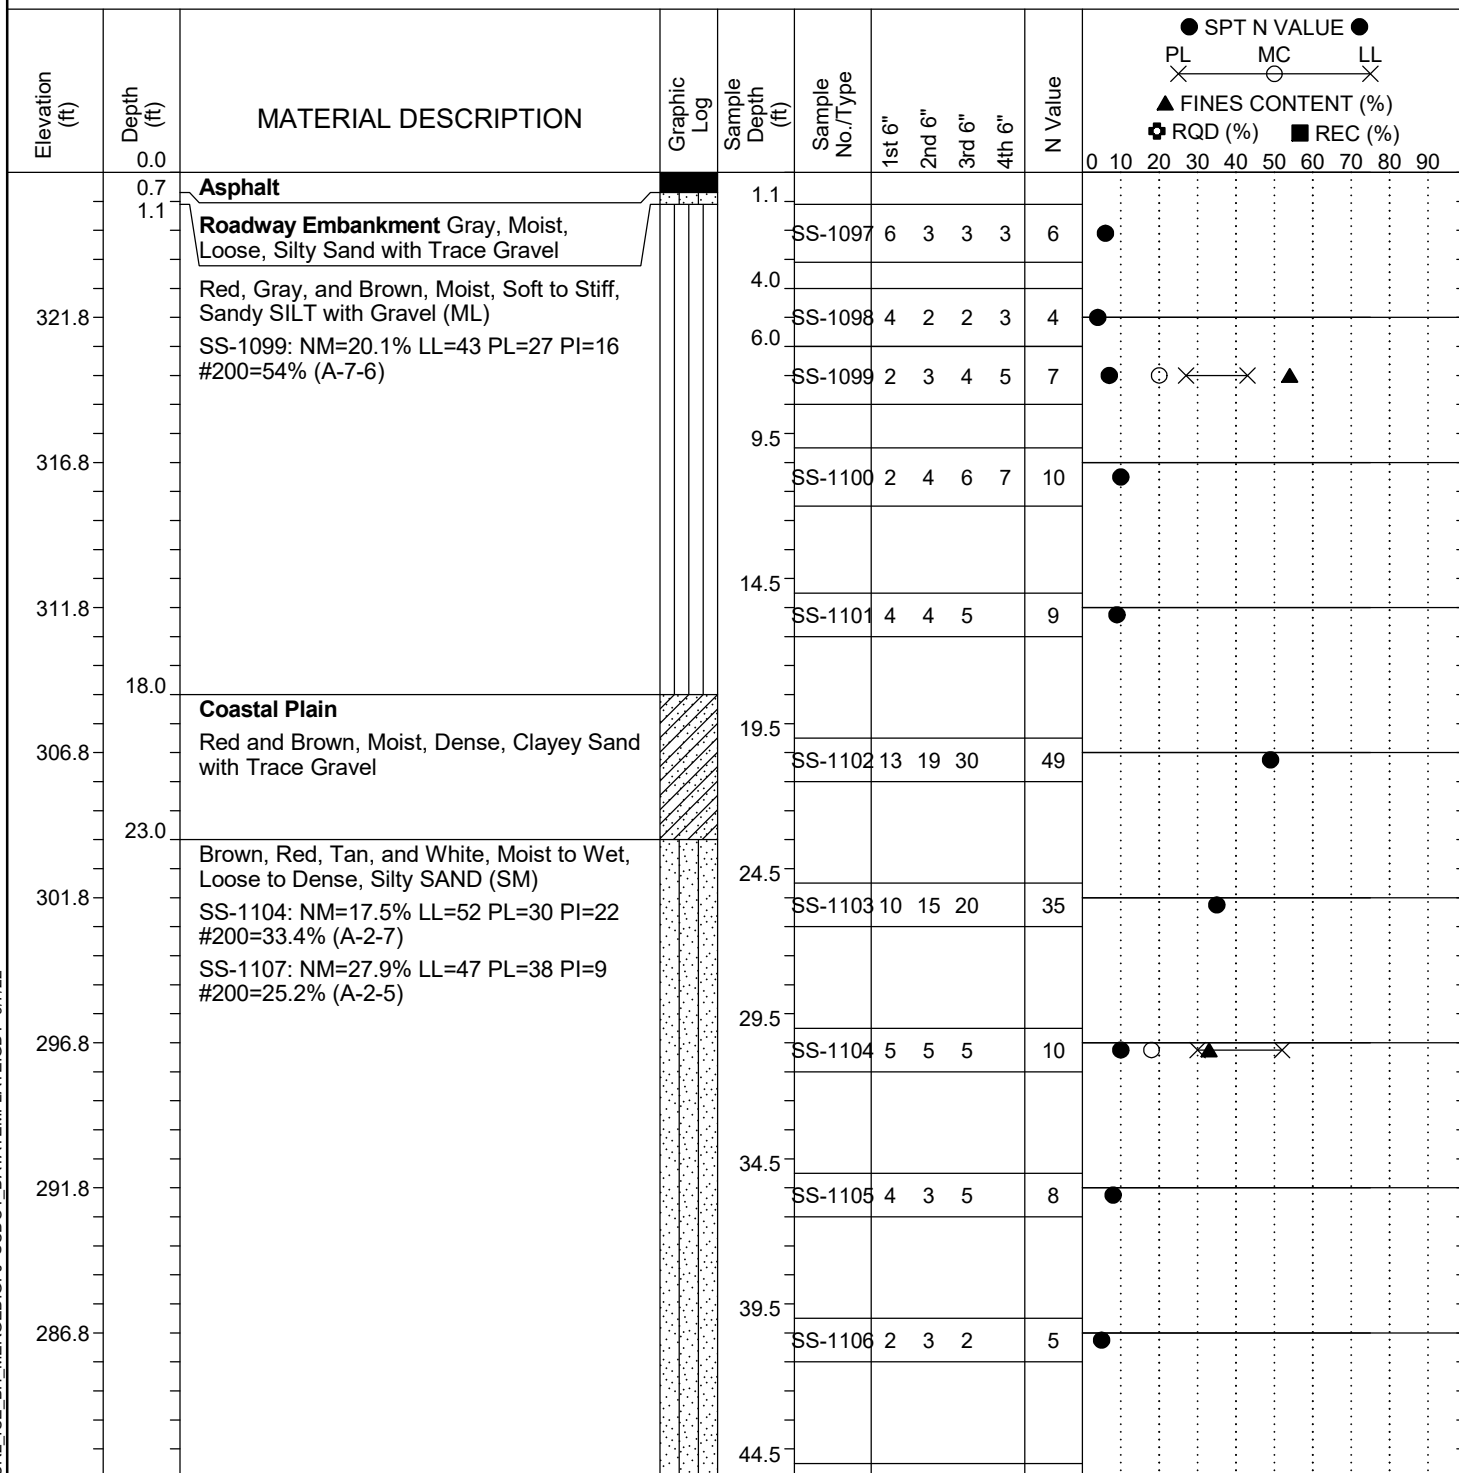 ● SPT N VALUE ●
PL MC LL
▲ FINES CONTENT (%)
RQD (%) ■ REC (%)
0 10 20 30 40 50 60 70 80 90
Elevation (ft)
Depth (ft)
0.0
MATERIAL DESCRIPTION
Graphic Log
Sample Depth (ft)
Sample No./Type
1st 6"
2nd 6"
3rd 6"
4th 6"
N Value
0.7 Asphalt
1.1 1.1
Roadway Embankment Gray, Moist,
Loose, Silty Sand with Trace Gravel
SS-1097 6 3 3 3 6
4.0
Red, Gray, and Brown, Moist, Soft to Stiff,
Sandy SILT with Gravel (ML)
321.8 SS-1098 4 2 2 3 4
6.0
SS-1099: NM=20.1% LL=43 PL=27 PI=16
#200=54% (A-7-6)
SS-1099 2 3 4 5 7
9.5
316.8 SS-1100 2 4 6 7 10
14.5
311.8 SS-1101 4 4 5 9
18.0
Coastal Plain
19.5
Red and Brown, Moist, Dense, Clayey Sand
with Trace Gravel
306.8 SS-1102 13 19 30 49
23.0
Brown, Red, Tan, and White, Moist to Wet,
Loose to Dense, Silty SAND (SM)
24.5
301.8 SS-1103 10 15 20 35
SS-1104: NM=17.5% LL=52 PL=30 PI=22
#200=33.4% (A-2-7)
SS-1107: NM=27.9% LL=47 PL=38 PI=9
#200=25.2% (A-2-5)
29.5
296.8 SS-1104 5 5 5 10
34.5
291.8 SS-1105 4 3 5 8
39.5
286.8 SS-1106 2 3 2 5
44.5